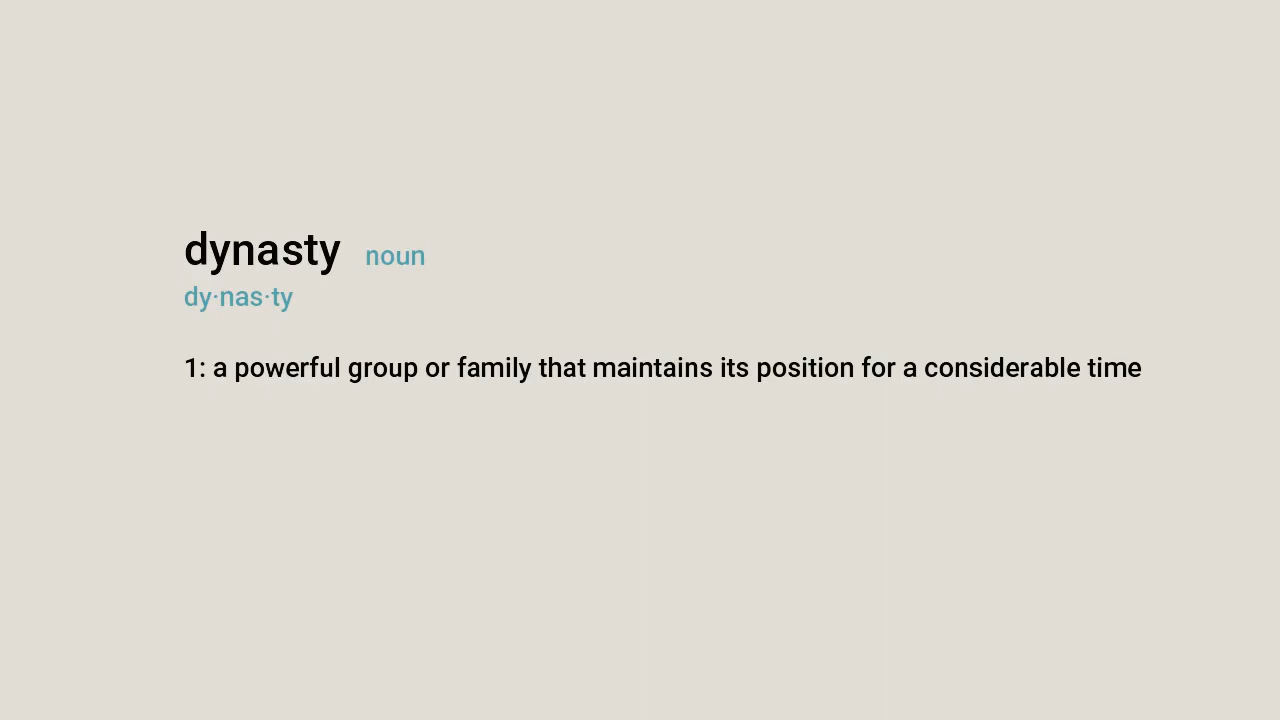 dynasty noun
dy·nas·ty
1: a powerful group or family that maintains its position for a considerable time